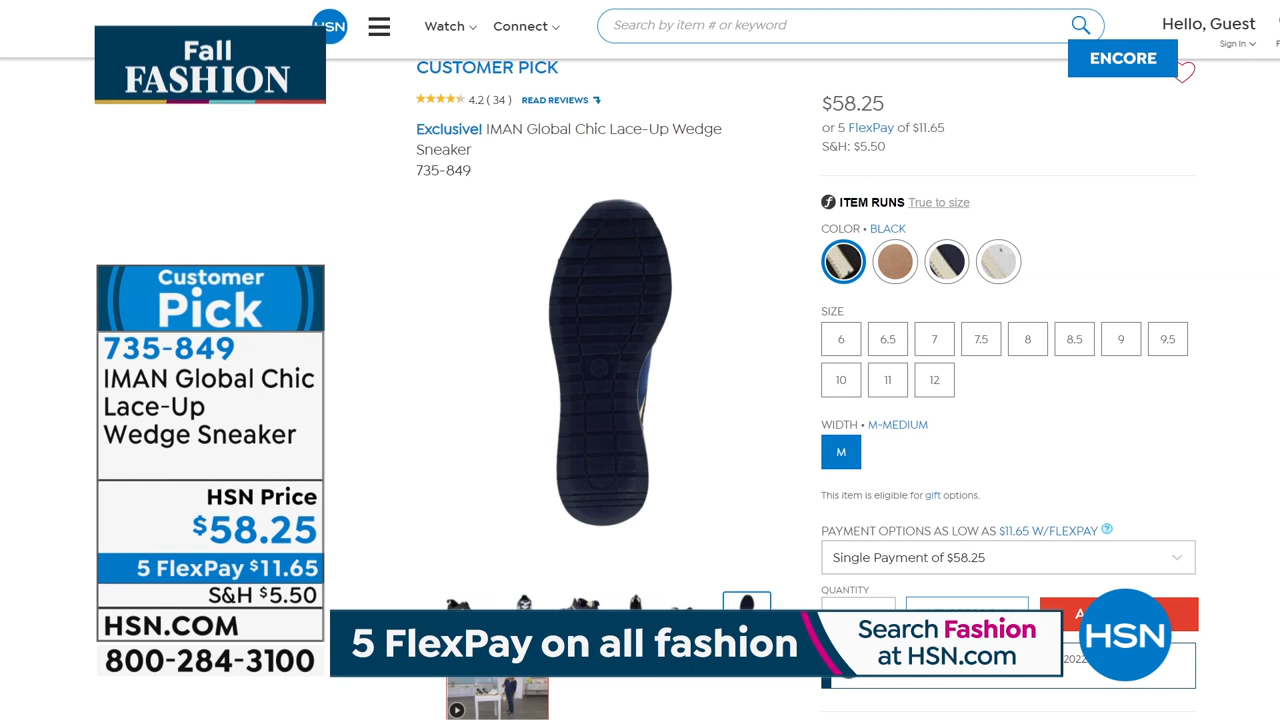 HSN
Watch
Connect
Search by item # or keyword
Hello, Guest
Sign In
Fall
FASHION
ENCORE
CUSTOMER PICK
4.2 ( 34 ) READ REVIEWS
Exclusive! IMAN Global Chic Lace-Up Wedge
Sneaker
735-849
$58.25
or 5 FlexPay of $11.65
S&H: $5.50
ITEM RUNS True to size
COLOR • BLACK
SIZE
6 6.5 7 7.5 8 8.5 9 9.5
10 11 12
WIDTH • M-MEDIUM
M
This item is eligible for gift options.
PAYMENT OPTIONS AS LOW AS $11.65 W/FLEXPAY ?
Single Payment of $58.25
QUANTITY
Customer
Pick
735-849
IMAN Global Chic
Lace-Up
Wedge Sneaker
HSN Price
$58.25
5 FlexPay $11.65
S&H $5.50
HSN.COM
800-284-3100
5 FlexPay on all fashion
Search Fashion
at HSN.com
HSN
2022